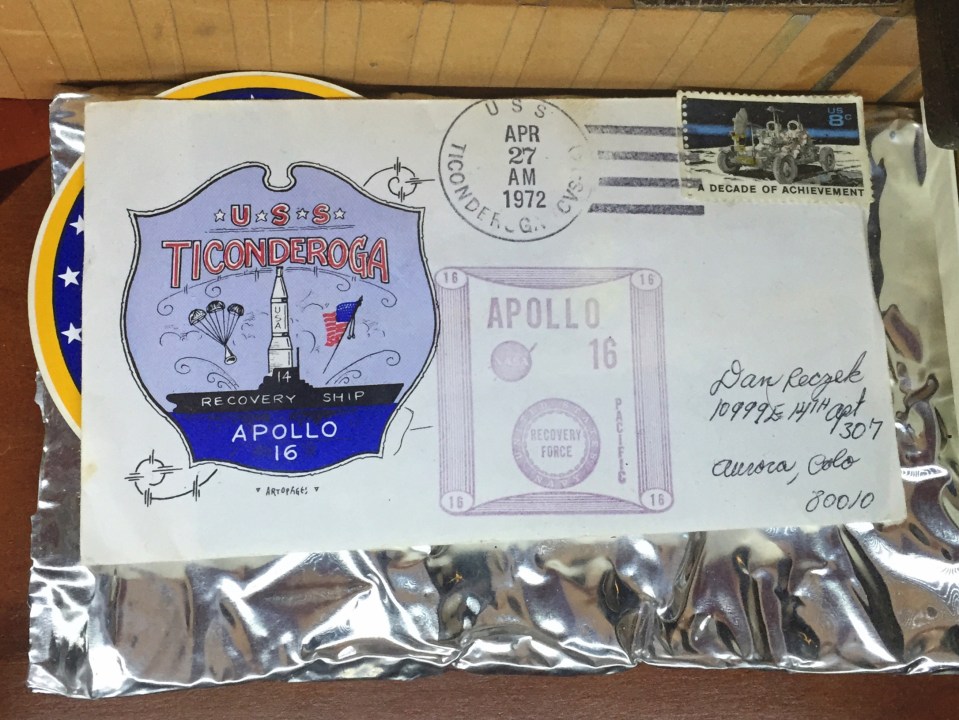 USS
TICONDEROGA
USA
14
RECOVERY SHIP
APOLLO
16
ARTOPAGES
USS
TICONDEROGA (CVS-
APR
27
AM
1972
US
8c
A DECADE OF ACHIEVEMENT
16
16
APOLLO
16
RECOVERY
FORCE
PACIFIC
16
16
Dan Reczek
10999 E 14TH apt
307
Aurora, Colo
80010